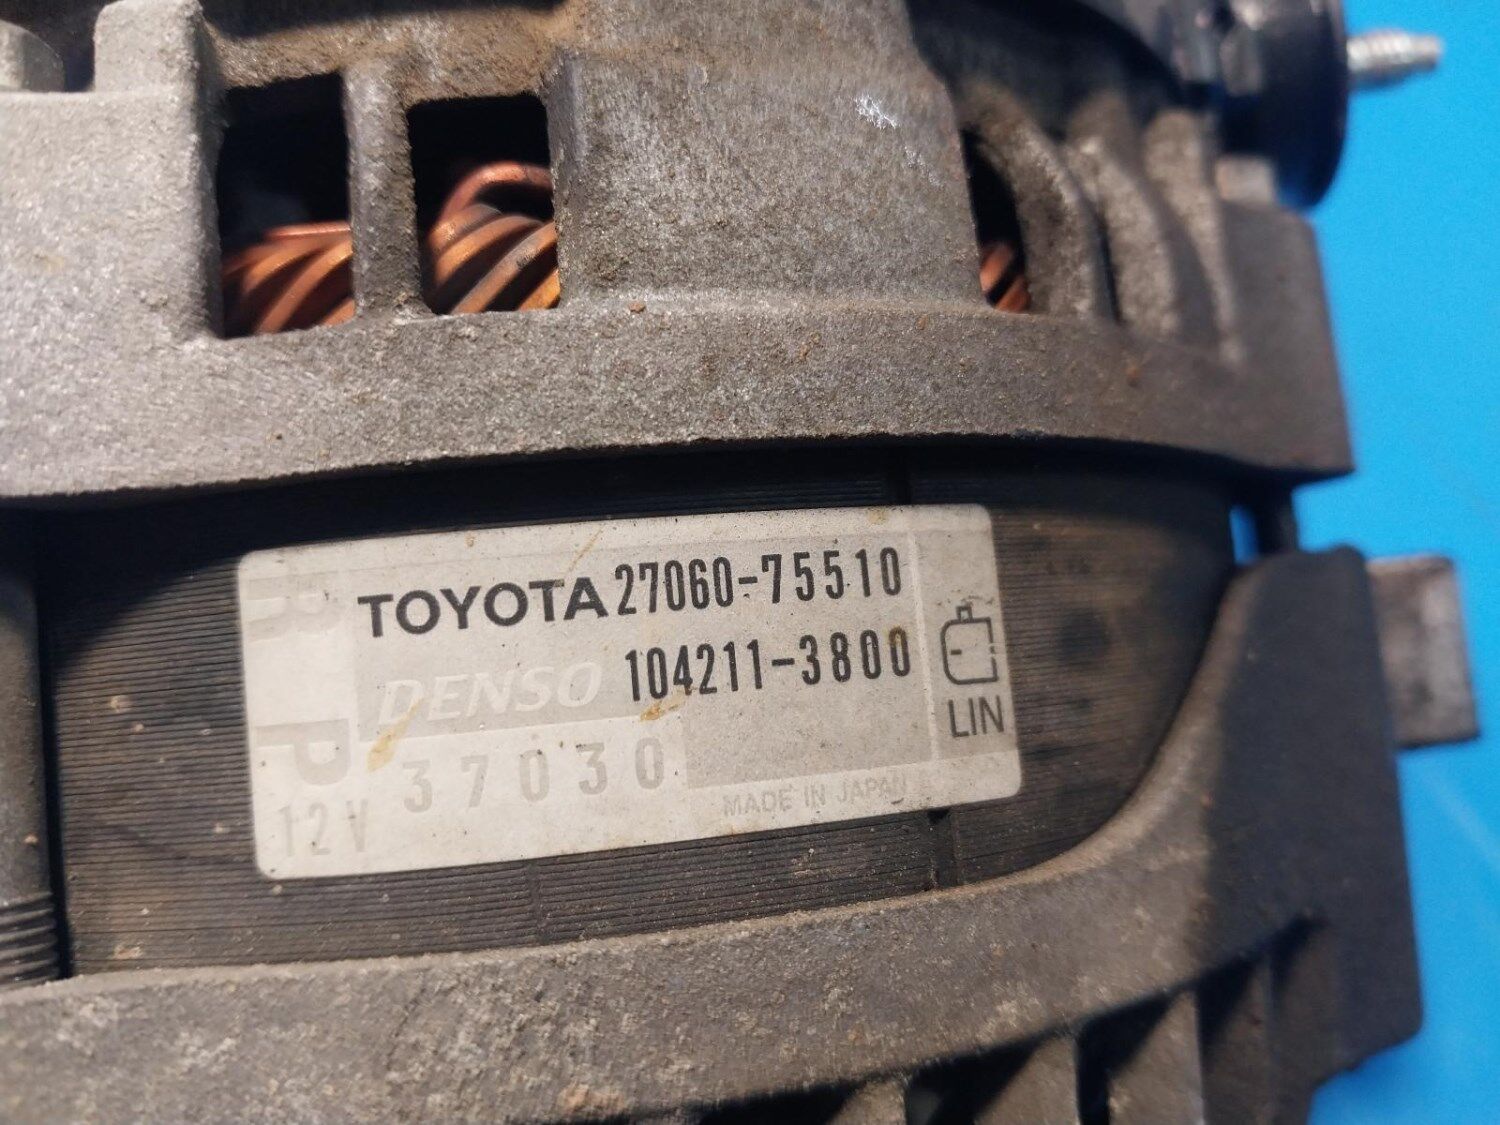 R
TOYOTA 27060-75510
DENSO 104211-3800
P
37030
12V
MADE IN JAPAN
LIN